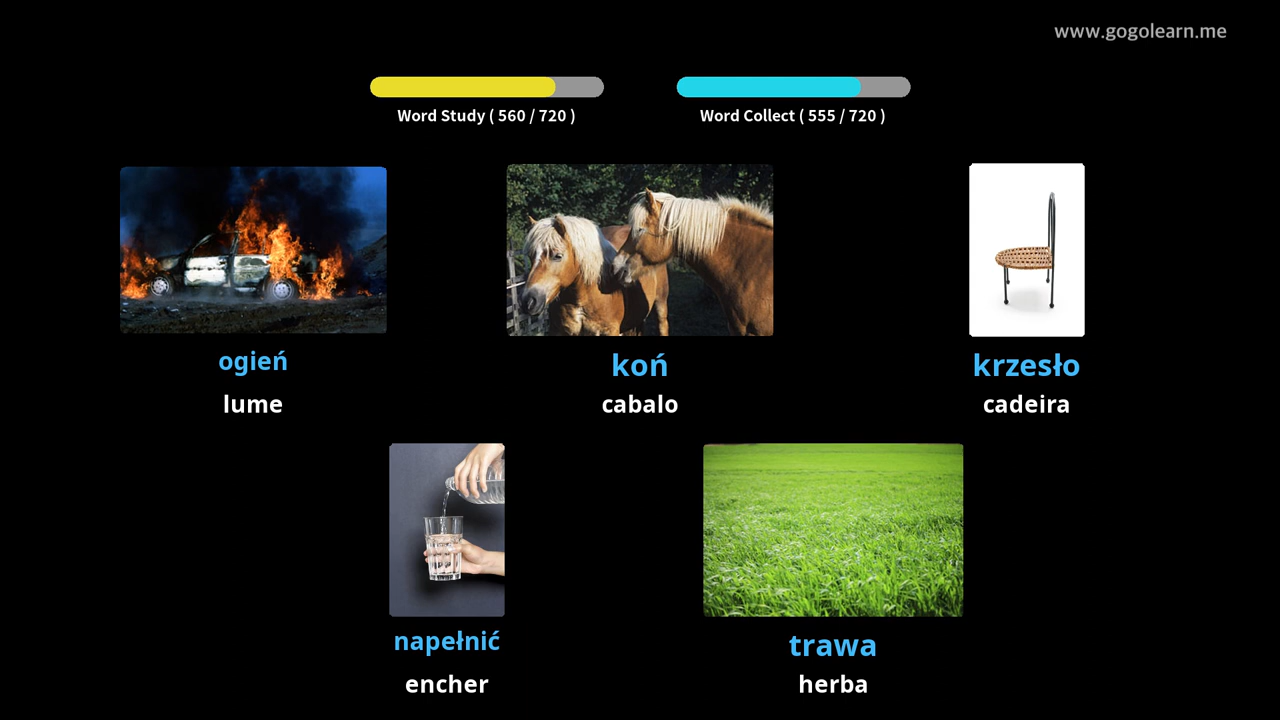 www.gogolearn.me
Word Study ( 560 / 720 )
Word Collect ( 555 / 720 )
ogień
lume
koń
cabalo
krzesło
cadeira
napełnić
encher
trawa
herba